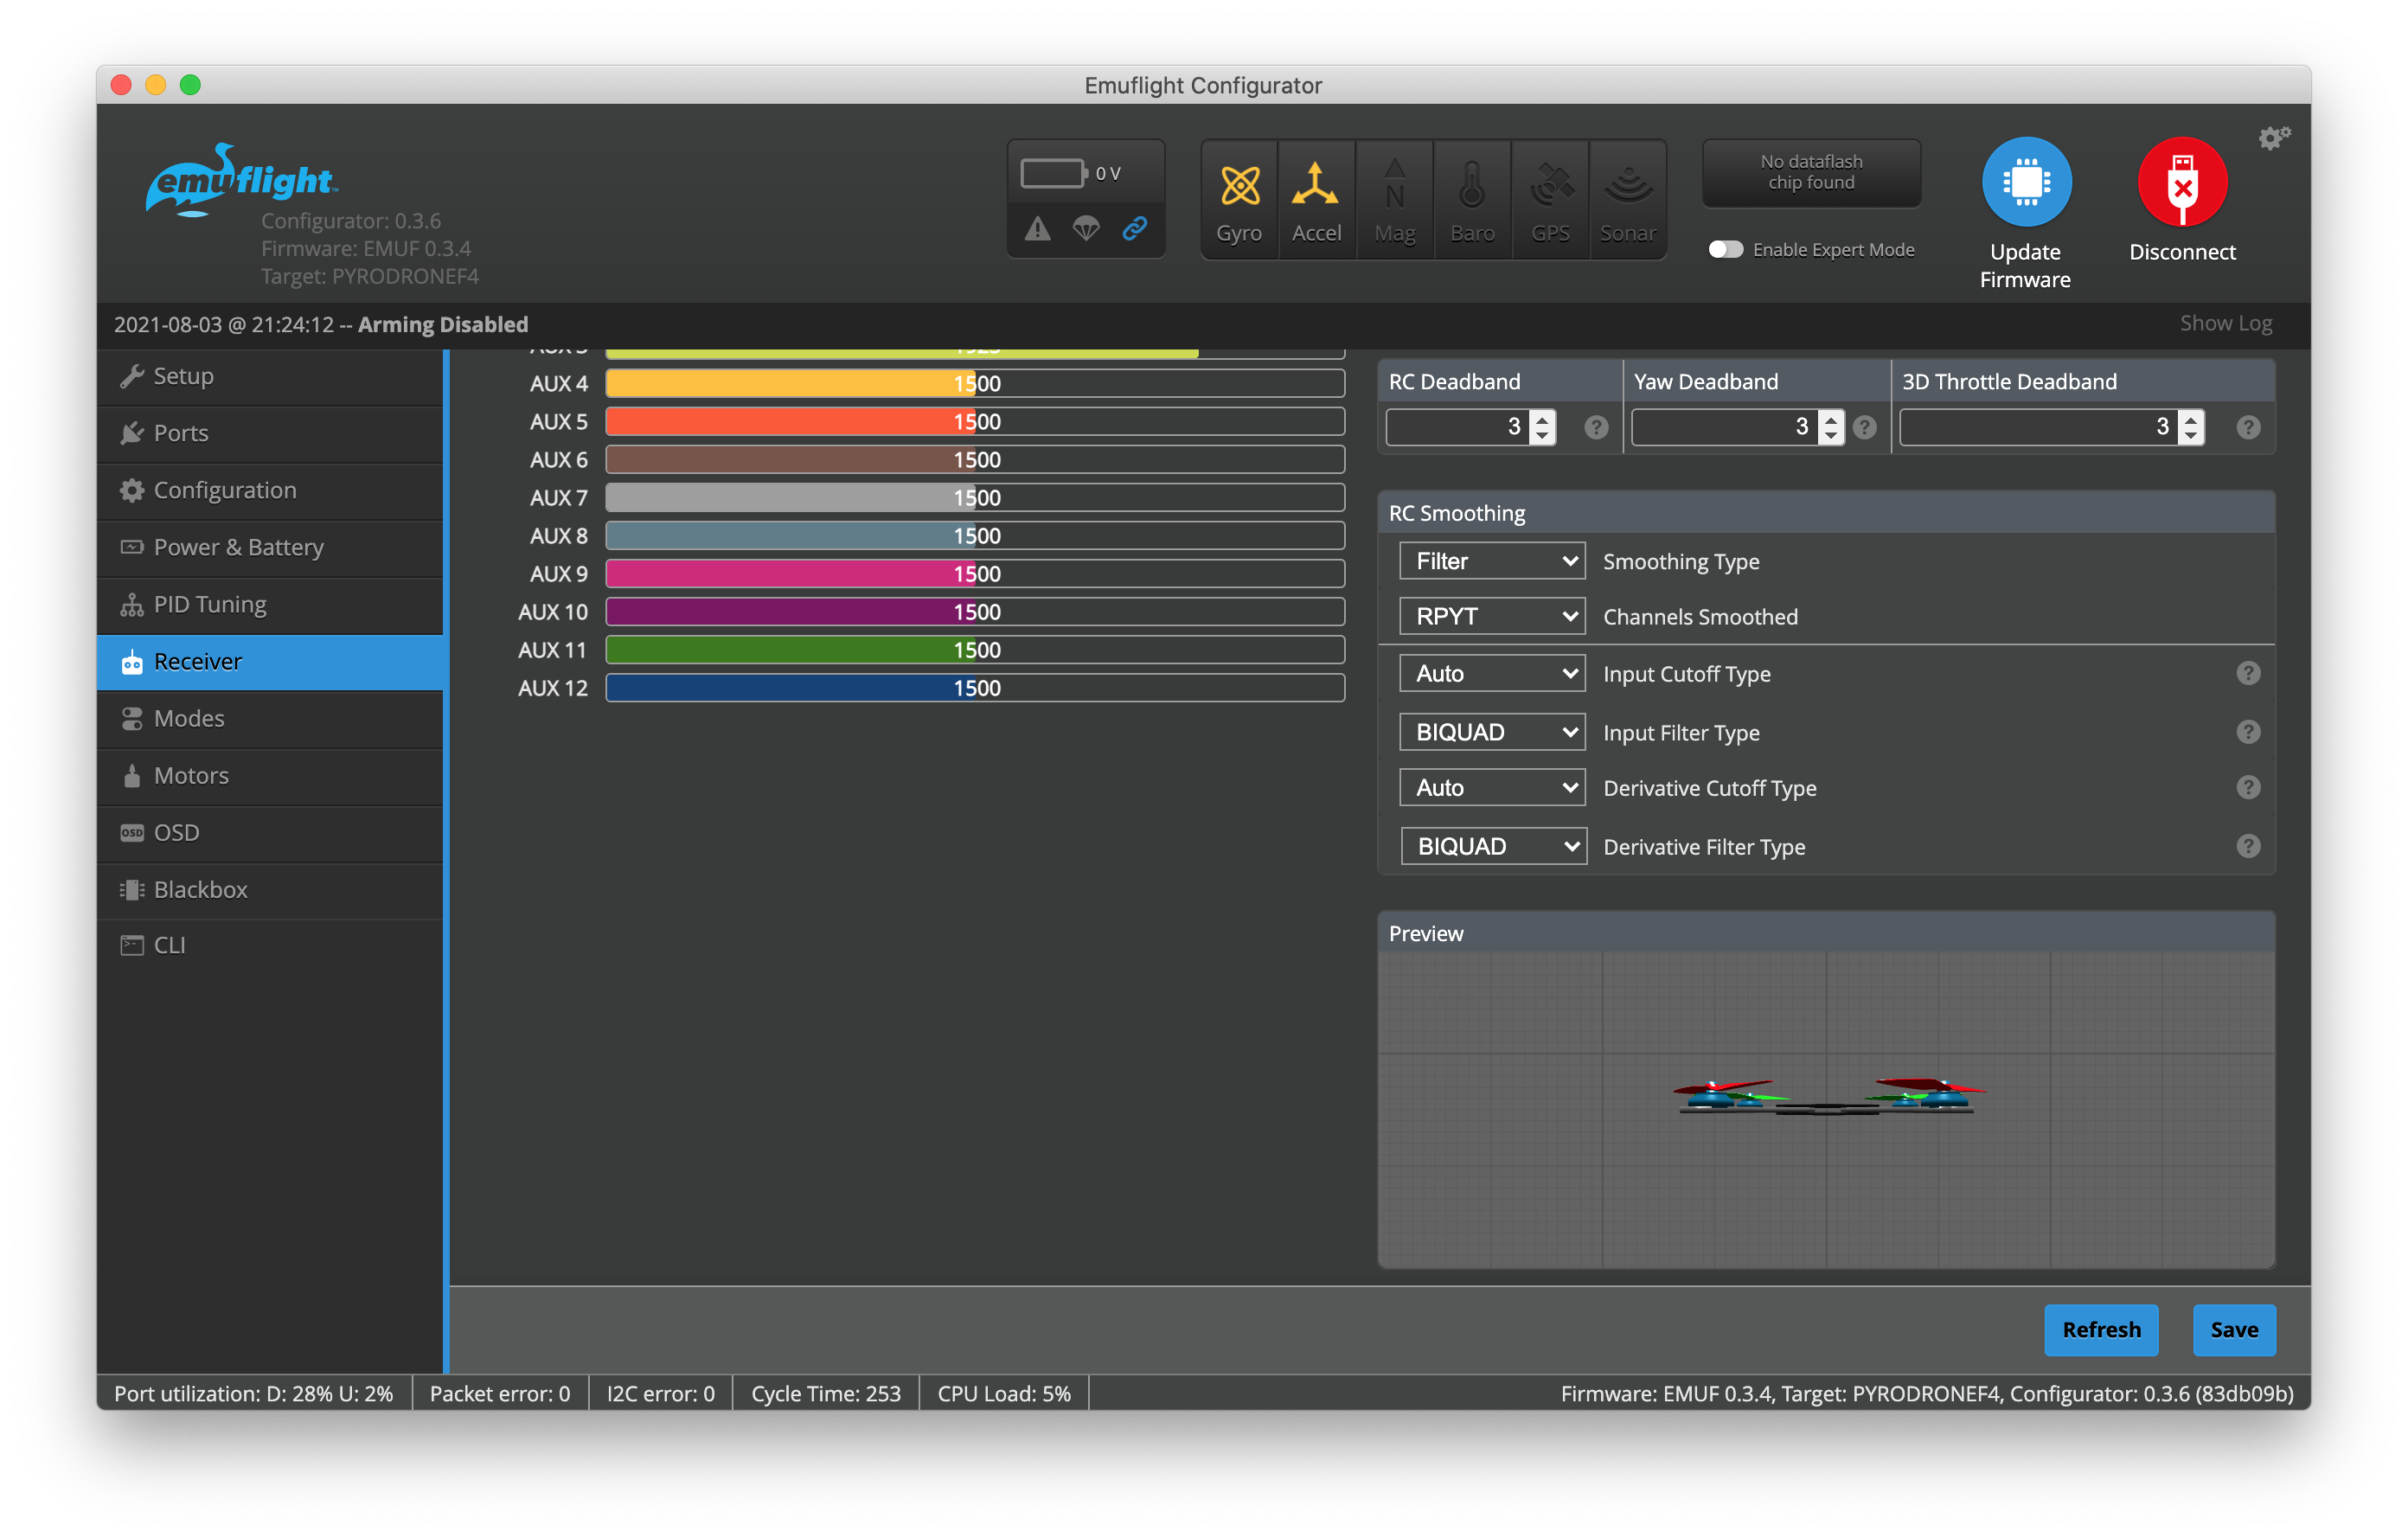 Emuflight Configurator
emuflight
Configurator: 0.3.6
Firmware: EMUF 0.3.4
Target: PYRODRONEF4
0 V
Gyro
Accel
N
Mag
Baro
GPS
Sonar
No dataflash
chip found
Enable Expert Mode
Update
Firmware
Disconnect
2021-08-03 @ 21:24:12 -- Arming Disabled
Show Log
Setup
Ports
Configuration
Power & Battery
PID Tuning
Receiver
Modes
Motors
OSD OSD
Blackbox
CLI
AUX 3 1925
AUX 4 1500
AUX 5 1500
AUX 6 1500
AUX 7 1500
AUX 8 1500
AUX 9 1500
AUX 10 1500
AUX 11 1500
AUX 12 1500
RC Deadband Yaw Deadband 3D Throttle Deadband
3 ? 3 ? 3 ?
RC Smoothing
Filter Smoothing Type
RPYT Channels Smoothed
Auto Input Cutoff Type ?
BIQUAD Input Filter Type ?
Auto Derivative Cutoff Type ?
BIQUAD Derivative Filter Type ?
Preview
Refresh Save
Port utilization: D: 28% U: 2% Packet error: 0 I2C error: 0 Cycle Time: 253 CPU Load: 5% Firmware: EMUF 0.3.4, Target: PYRODRONEF4, Configurator: 0.3.6 (83db09b)